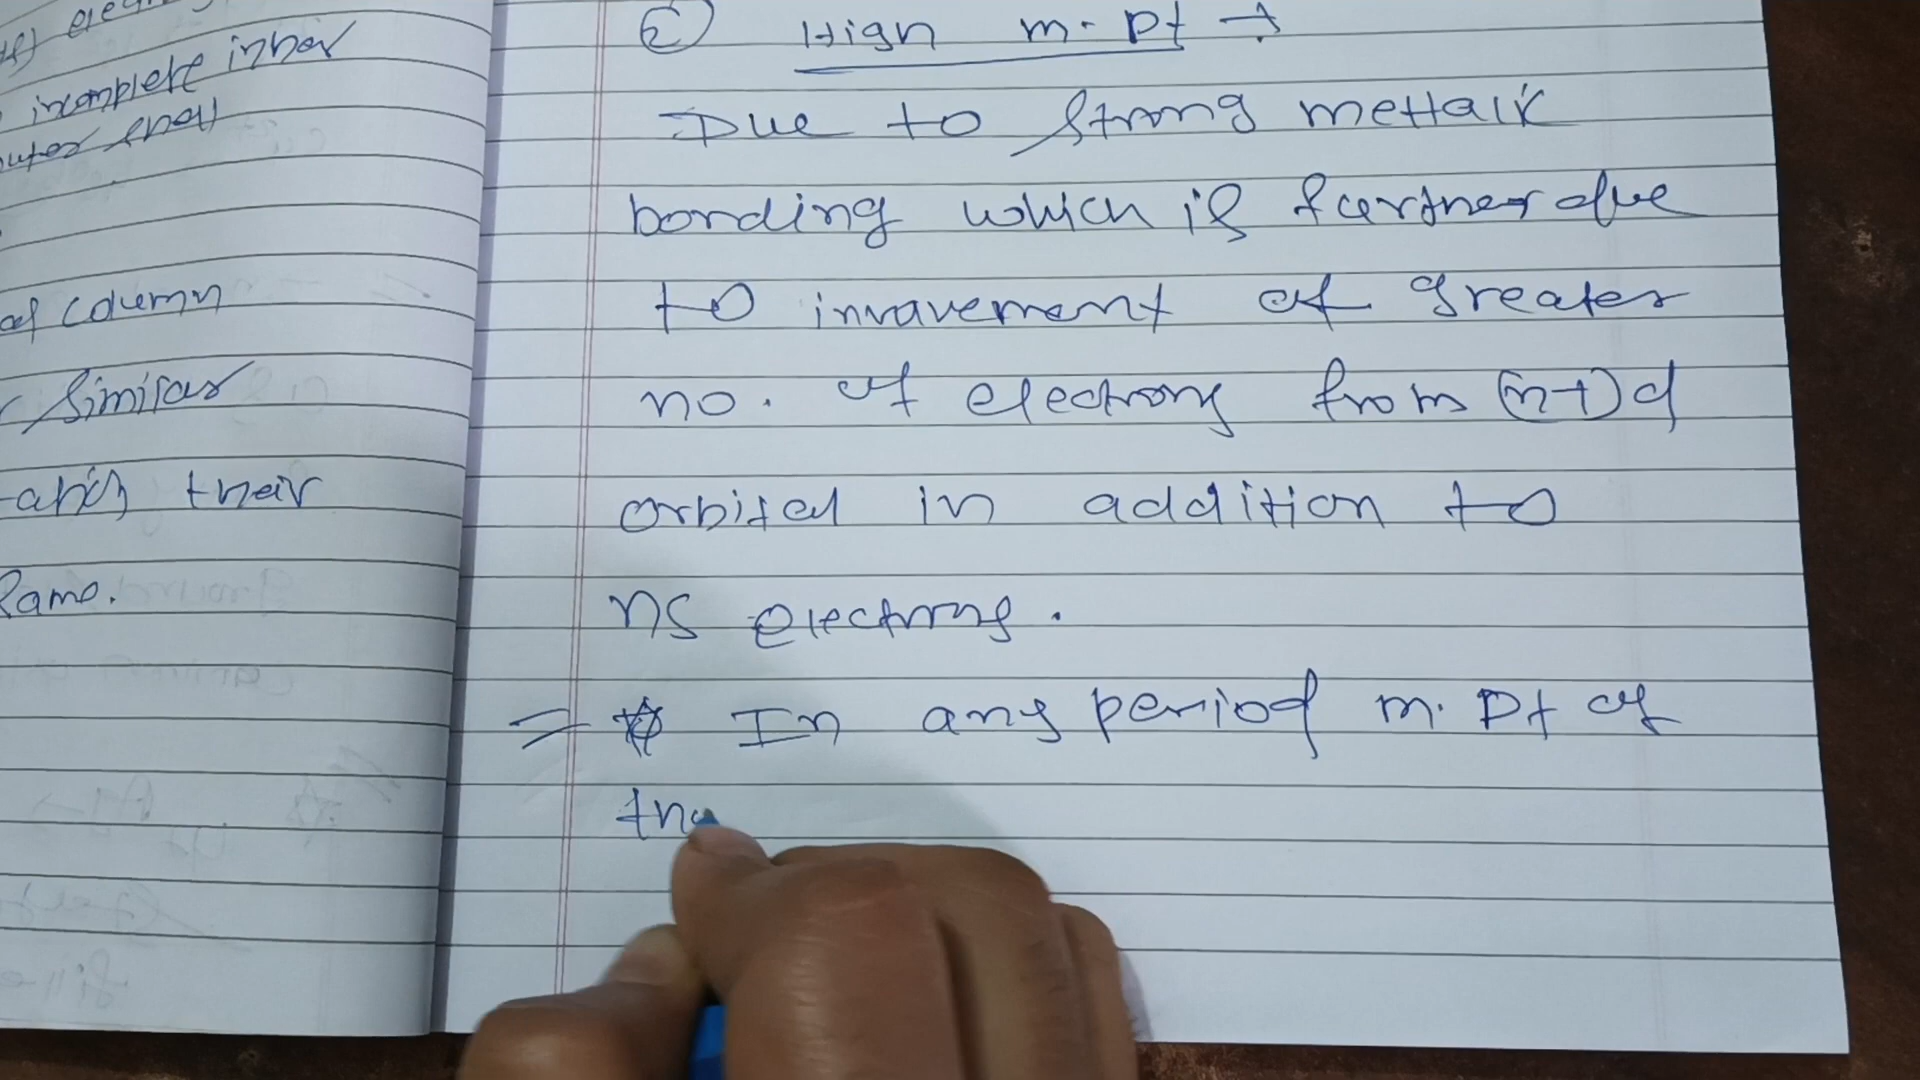 incomplete inner
outer shell
of column
Similar
their
Same.
② High m. pt →
Due to strong mettalic
bonding which is further due
to invovement of greater
no. of electrons from (n-1)d
orbital in addition to
ns electrons.
= In any period m. pt of
the